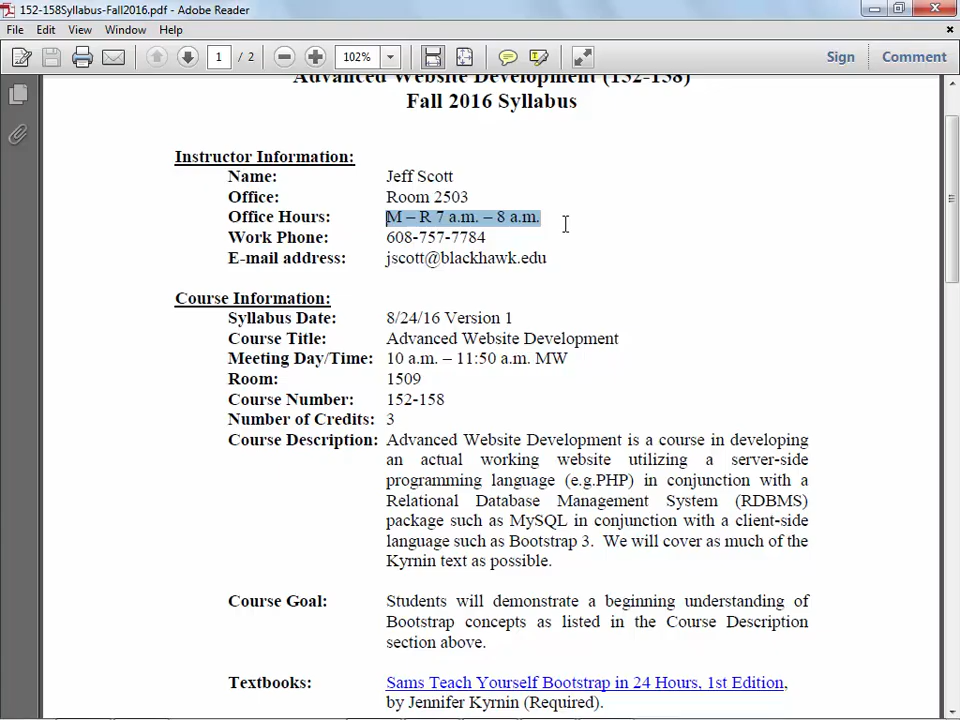 152-158Syllabus-Fall2016.pdf - Adobe Reader
File Edit View Window Help
1 / 2 102% Sign Comment
Advanced Website Development (152-158)
Fall 2016 Syllabus
Instructor Information:
Name: Jeff Scott
Office: Room 2503
Office Hours: M – R 7 a.m. – 8 a.m.
Work Phone: 608-757-7784
E-mail address: jscott@blackhawk.edu
Course Information:
Syllabus Date: 8/24/16 Version 1
Course Title: Advanced Website Development
Meeting Day/Time: 10 a.m. – 11:50 a.m. MW
Room: 1509
Course Number: 152-158
Number of Credits: 3
Course Description: Advanced Website Development is a course in developing
an actual working website utilizing a server-side
programming language (e.g.PHP) in conjunction with a
Relational Database Management System (RDBMS)
package such as MySQL in conjunction with a client-side
language such as Bootstrap 3. We will cover as much of the
Kyrnin text as possible.
Course Goal: Students will demonstrate a beginning understanding of
Bootstrap concepts as listed in the Course Description
section above.
Textbooks: Sams Teach Yourself Bootstrap in 24 Hours, 1st Edition,
by Jennifer Kyrnin (Required).